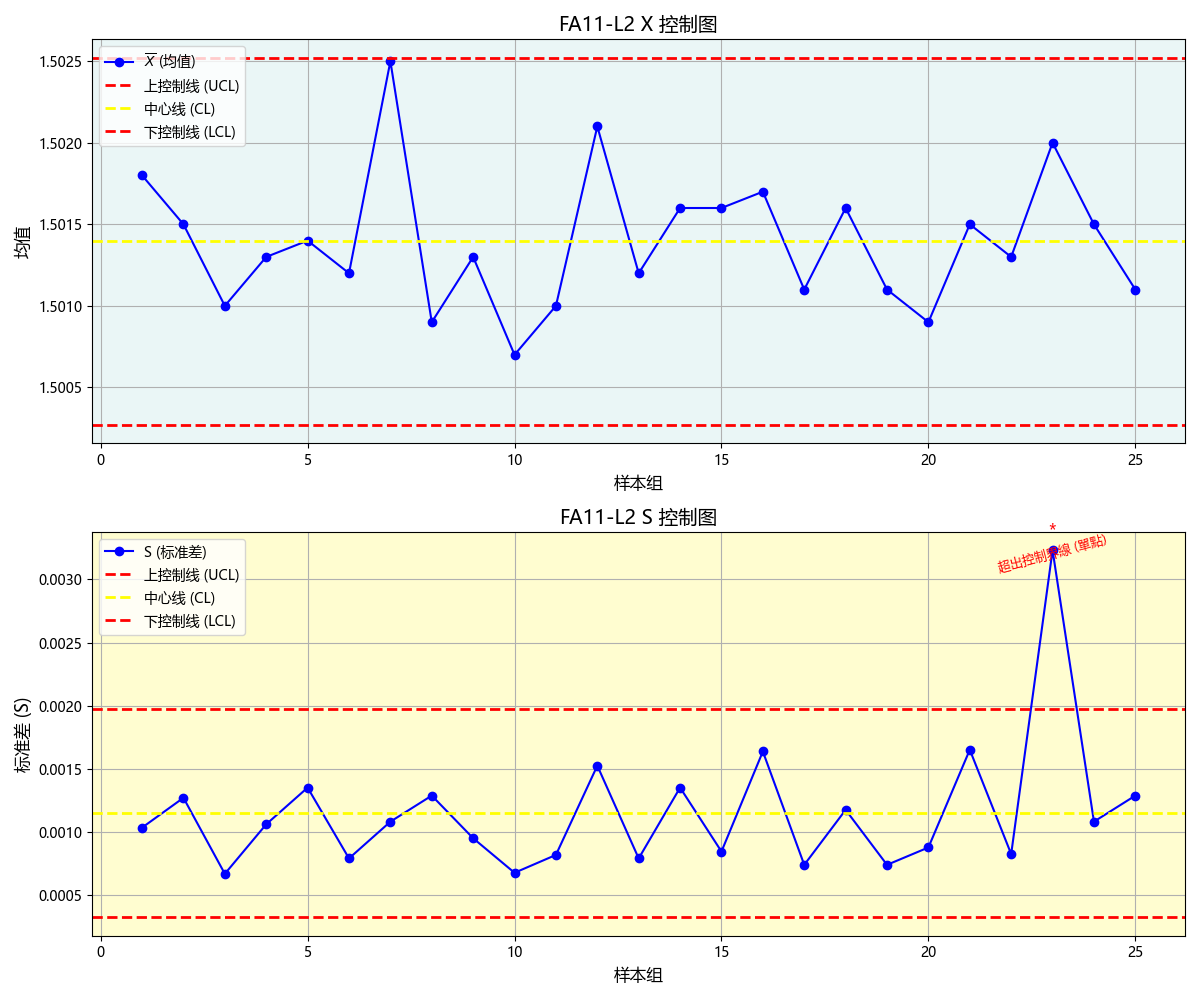 FA11-L2 X 控制图
X (均值)
上控制线 (UCL)
中心线 (CL)
下控制线 (LCL)
均值
1.5025
1.5020
1.5015
1.5010
1.5005
0 5 10 15 20 25
样本组
FA11-L2 S 控制图
*
超出控制界線 (單點)
S (标准差)
上控制线 (UCL)
中心线 (CL)
下控制线 (LCL)
标准差 (S)
0.0030
0.0025
0.0020
0.0015
0.0010
0.0005
0 5 10 15 20 25
样本组